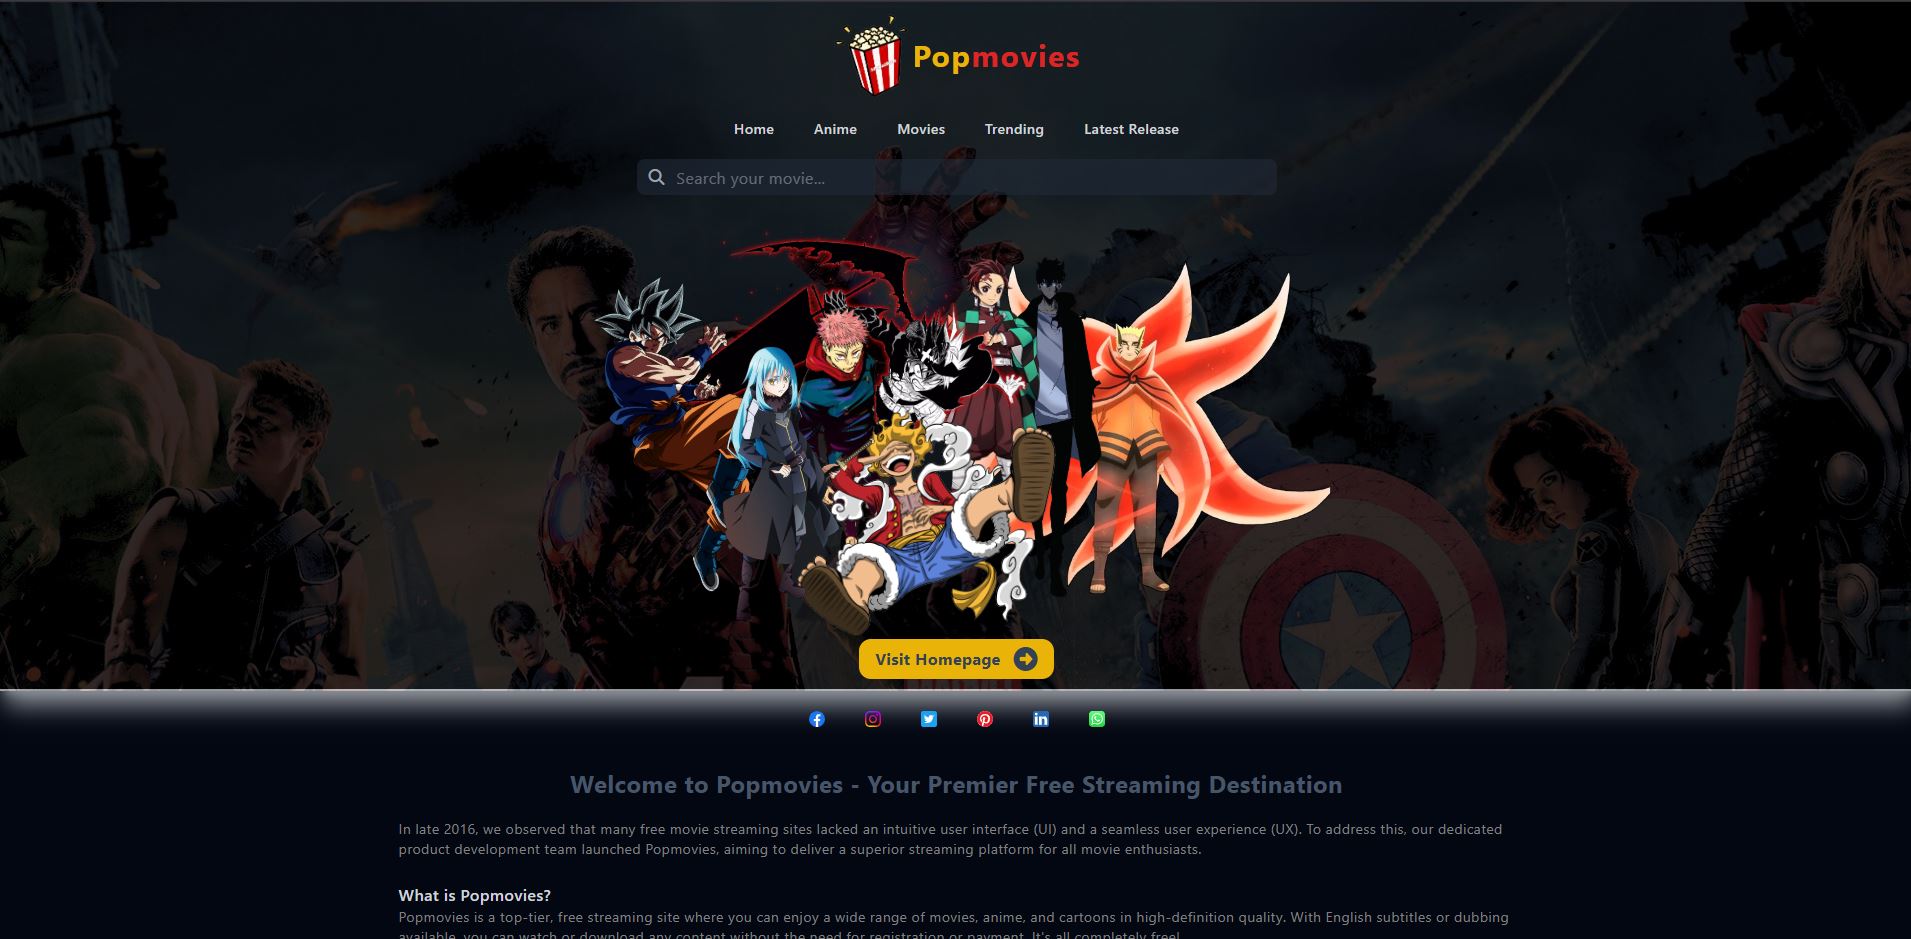 Popmovies
Home Anime Movies Trending Latest Release
Search your movie...
Visit Homepage
Welcome to Popmovies - Your Premier Free Streaming Destination
In late 2016, we observed that many free movie streaming sites lacked an intuitive user interface (UI) and a seamless user experience (UX). To address this, our dedicated
product development team launched Popmovies, aiming to deliver a superior streaming platform for all movie enthusiasts.
What is Popmovies?
Popmovies is a top-tier, free streaming site where you can enjoy a wide range of movies, anime, and cartoons in high-definition quality. With English subtitles or dubbing
available, you can watch or download any content without the need for registration or payment. It's all completely free!